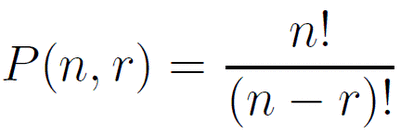 P(n, r) = n! / (n − r)!